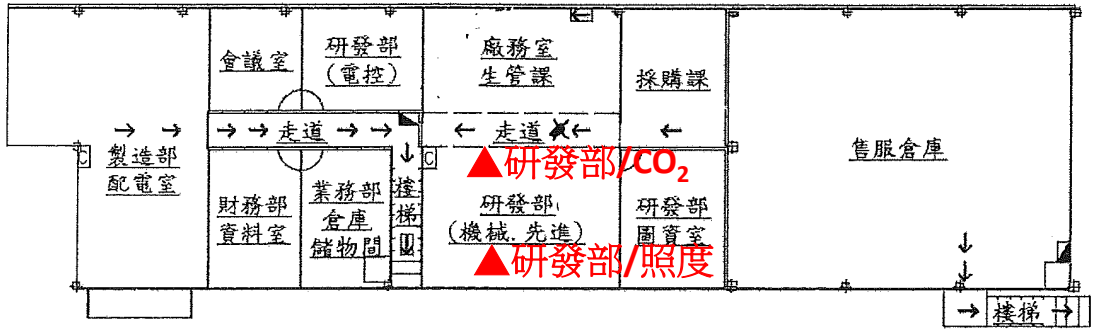 會議室
研發部
(電控)
廠務室
生管課
採購課
走道
走道
製造部
配電室
C
C
▲研發部/CO₂
售服倉庫
財務部
資料室
業務部
倉庫
儲物間
樓梯
研發部
(機械.先進)
研發部
圖資室
▲研發部/照度
樓梯